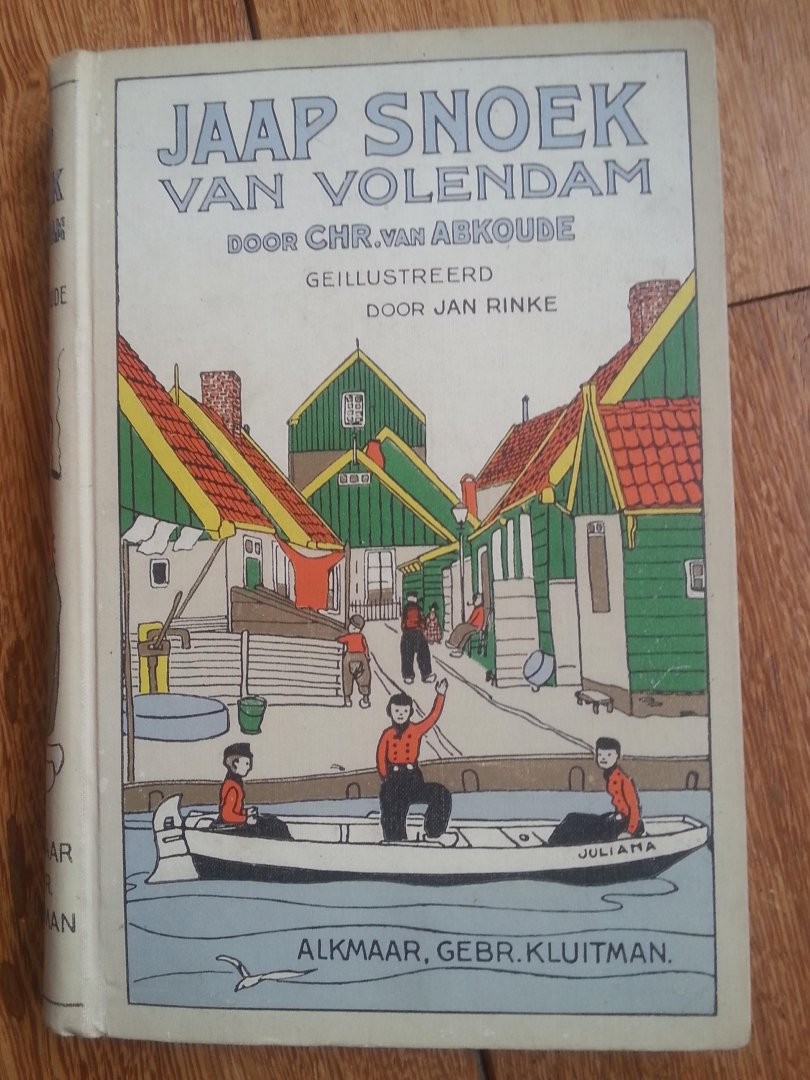 JAAP SNOEK
VAN VOLENDAM
DOOR CHR. VAN ABKOUDE
GEILLUSTREERD
DOOR JAN RINKE
JULIANA
ALKMAAR, GEBR. KLUITMAN.